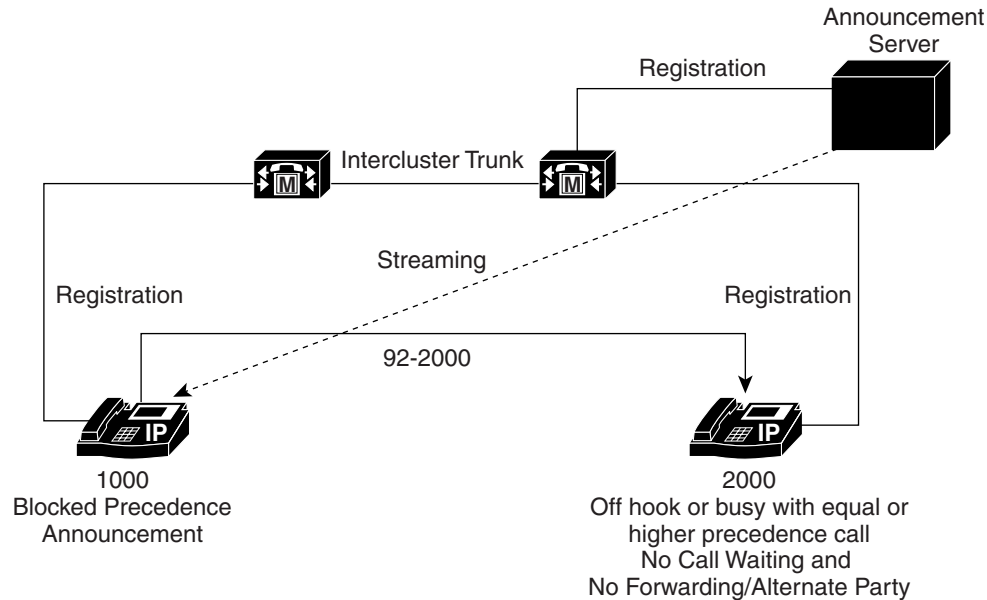 Announcement
Server
Registration
Intercluster Trunk
M
M
Streaming
Registration
Registration
92-2000
IP
IP
1000
Blocked Precedence
Announcement
2000
Off hook or busy with equal or
higher precedence call
No Call Waiting and
No Forwarding/Alternate Party